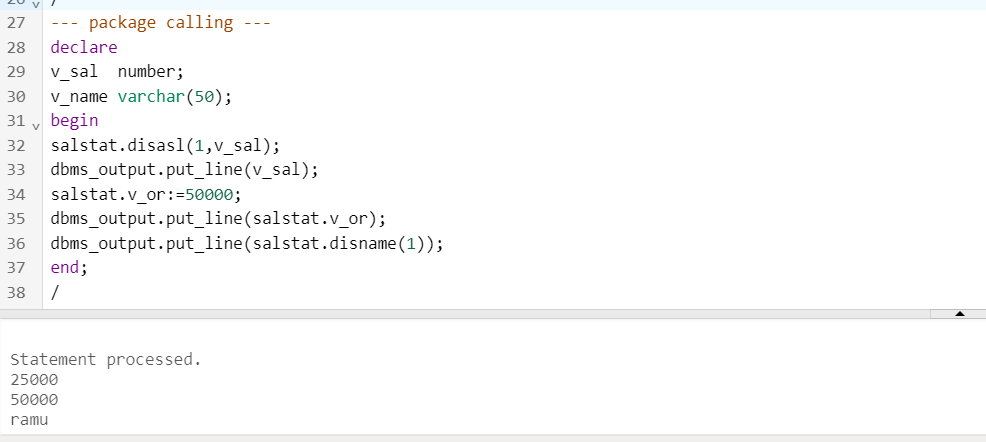 27 --- package calling ---
28 declare
29 v_sal  number;
30 v_name varchar(50);
31 begin
32 salstat.disasl(1,v_sal);
33 dbms_output.put_line(v_sal);
34 salstat.v_or:=50000;
35 dbms_output.put_line(salstat.v_or);
36 dbms_output.put_line(salstat.disname(1));
37 end;
38 /
Statement processed.
25000
50000
ramu